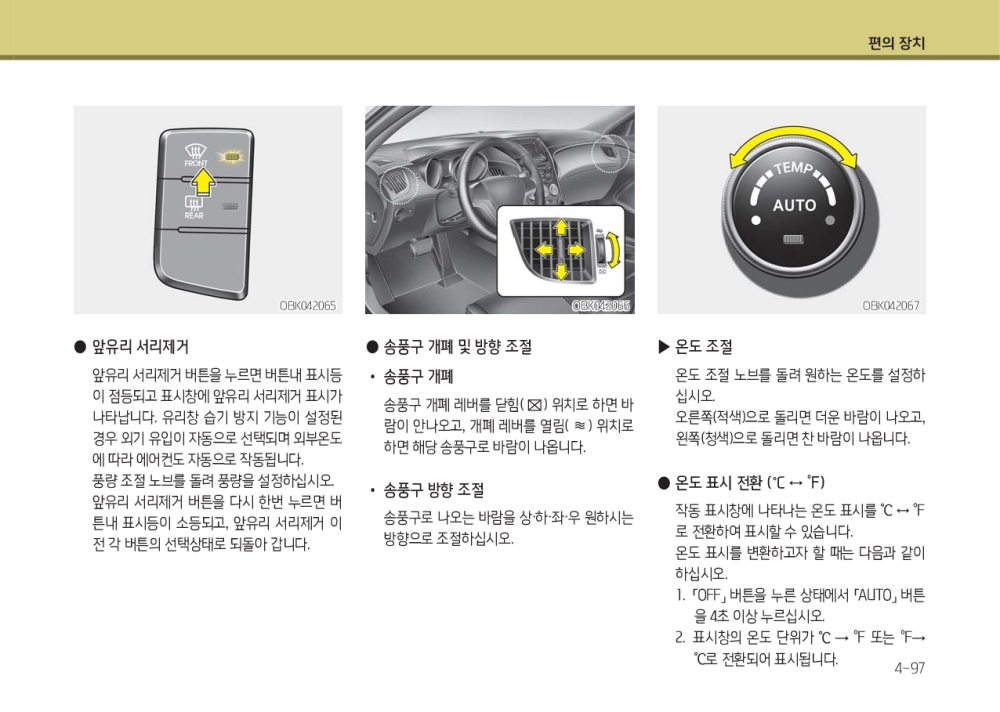 편의 장치
FRONT
REAR
OBK042065
● 앞유리 서리제거
앞유리 서리제거 버튼을 누르면 버튼내 표시등
이 점등되고 표시창에 앞유리 서리제거 표시가
나타납니다. 유리창 습기 방지 기능이 설정된
경우 외기 유입이 자동으로 선택되며 외부온도
에 따라 에어컨도 자동으로 작동됩니다.
풍량 조절 노브를 돌려 풍량을 설정하십시오.
앞유리 서리제거 버튼을 다시 한번 누르면 버
튼내 표시등이 소등되고, 앞유리 서리제거 이
전 각 버튼의 선택상태로 되돌아 갑니다.
OBK042066
● 송풍구 개폐 및 방향 조절
• 송풍구 개폐
송풍구 개폐 레버를 닫힘( ) 위치로 하면 바
람이 안나오고, 개폐 레버를 열림( ) 위치로
하면 해당 송풍구로 바람이 나옵니다.
• 송풍구 방향 조절
송풍구로 나오는 바람을 상·하·좌·우 원하시는
방향으로 조절하십시오.
TEMP
AUTO
OBK042067
▶ 온도 조절
온도 조절 노브를 돌려 원하는 온도를 설정하
십시오.
오른쪽(적색)으로 돌리면 더운 바람이 나오고,
왼쪽(청색)으로 돌리면 찬 바람이 나옵니다.
● 온도 표시 전환 (℃ ↔ ℉)
작동 표시창에 나타나는 온도 표시를 ℃ ↔ ℉
로 전환하여 표시할 수 있습니다.
온도 표시를 변환하고자 할 때는 다음과 같이
하십시오.
1. ｢OFF｣ 버튼을 누른 상태에서 ｢AUTO｣ 버튼
을 4초 이상 누르십시오.
2. 표시창의 온도 단위가 ℃ → ℉ 또는 ℉→
℃로 전환되어 표시됩니다.
4-97